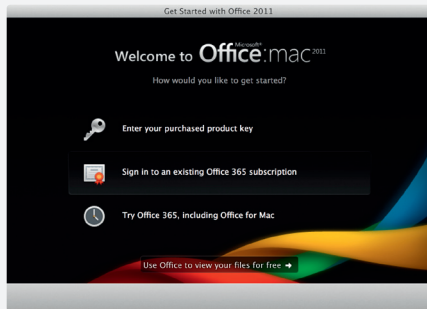 Get Started with Office 2011
Welcome to Microsoft® Office:mac 2011
How would you like to get started?
Enter your purchased product key
Sign in to an existing Office 365 subscription
Try Office 365, including Office for Mac
Use Office to view your files for free →